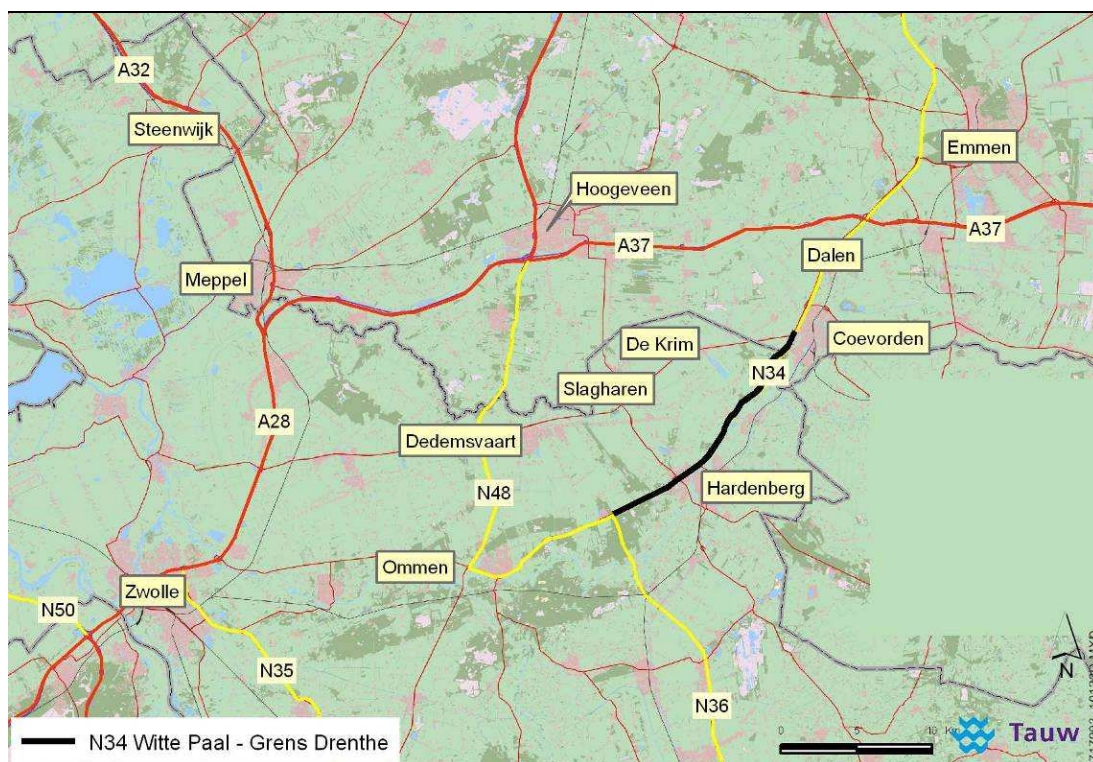 A32
Steenwijk
Emmen
Hoogeveen
A37
A37
Dalen
Meppel
De Krim
Coevorden
N34
Slagharen
A28
Dedemsvaart
Hardenberg
N48
Ommen
Zwolle
N50
N35
N36
N
0 5 10 Km
Tauw
N34 Witte Paal - Grens Drenthe